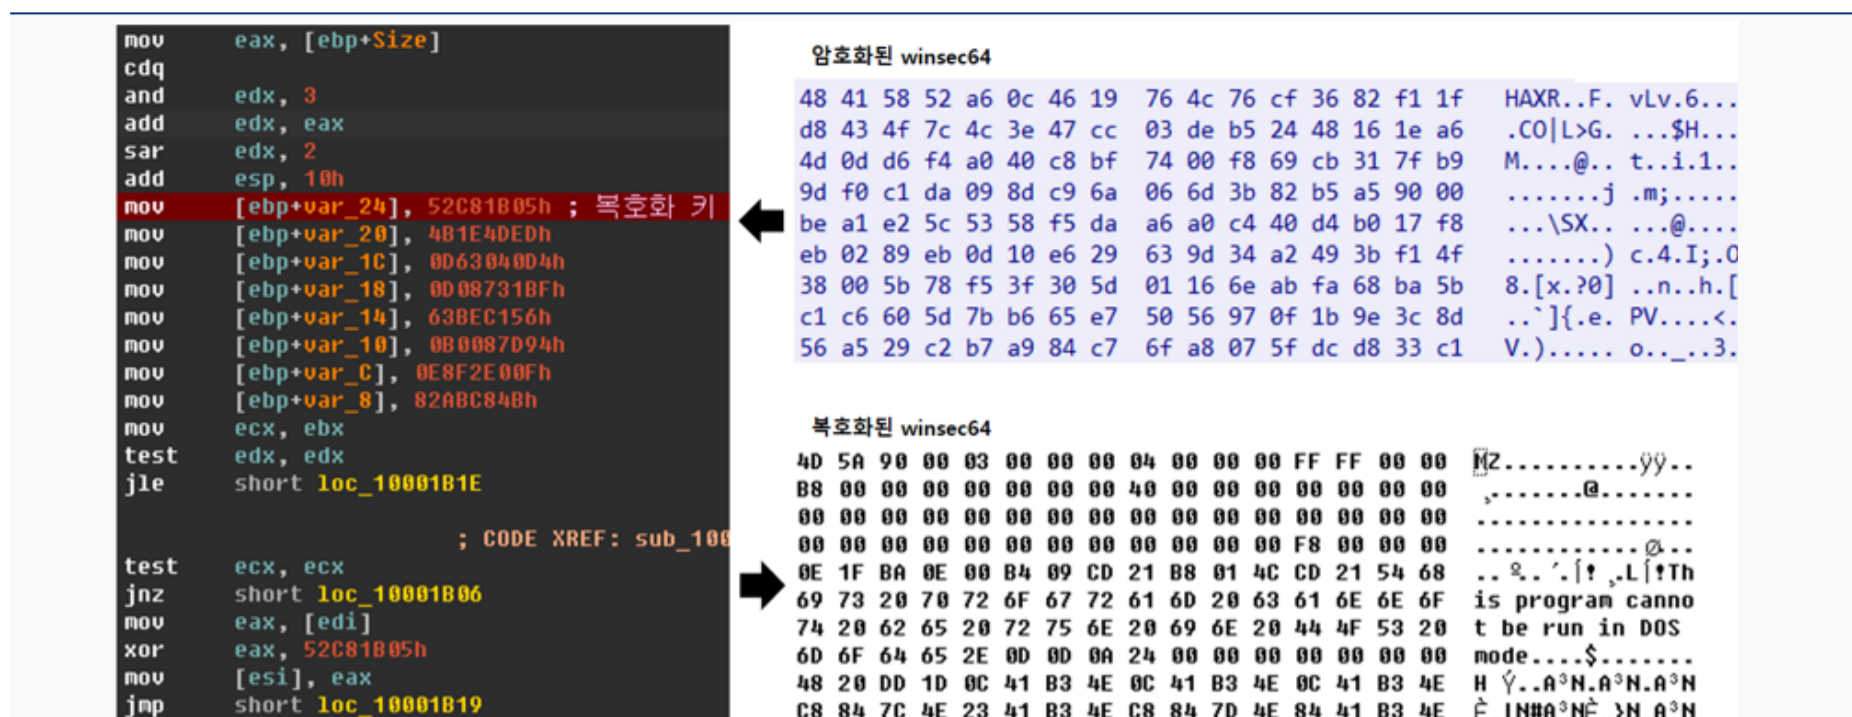 mov eax, [ebp+Size]
cdq
and edx, 3
add edx, eax
sar edx, 2
add esp, 10h
mov [ebp+var_24], 52C81B05h ; 복호화 키
mov [ebp+var_20], 4B1E4DEDh
mov [ebp+var_1C], 0D63040D4h
mov [ebp+var_18], 0D08731BFh
mov [ebp+var_14], 63BEC156h
mov [ebp+var_10], 0B0087D94h
mov [ebp+var_C], 0E8F2E00Fh
mov [ebp+var_8], 82ABC84Bh
mov ecx, ebx
test edx, edx
jle short loc_10001B1E
; CODE XREF: sub_100
test ecx, ecx
jnz short loc_10001B06
mov eax, [edi]
xor eax, 52C81B05h
mov [esi], eax
jmp short loc_10001B19
암호화된 winsec64
48 41 58 52 a6 0c 46 19 76 4c 76 cf 36 82 f1 1f HAXR..F. vLv.6...
d8 43 4f 7c 4c 3e 47 cc 03 de b5 24 48 16 1e a6 .CO|L>G. ...$H...
4d 0d d6 f4 a0 40 c8 bf 74 00 f8 69 cb 31 7f b9 M....@.. t..i.1..
9d f0 c1 da 09 8d c9 6a 06 6d 3b 82 b5 a5 90 00 .......j .m;.....
be a1 e2 5c 53 58 f5 da a6 a0 c4 40 d4 b0 17 f8 ...\SX.. ...@....
eb 02 89 eb 0d 10 e6 29 63 9d 34 a2 49 3b f1 4f .......) c.4.I;.O
38 00 5b 78 f5 3f 30 5d 01 16 6e ab fa 68 ba 5b 8.[x.?0] ..n..h.[
c1 c6 60 5d 7b b6 65 e7 50 56 97 0f 1b 9e 3c 8d ..`]{.e. PV....<.
56 a5 29 c2 b7 a9 84 c7 6f a8 07 5f dc d8 33 c1 V.)..... o.._..3.
복호화된 winsec64
4D 5A 90 00 03 00 00 00 04 00 00 00 FF FF 00 00 MZ..........ÿÿ..
B8 00 00 00 00 00 00 00 40 00 00 00 00 00 00 00 ¸.......@.......
00 00 00 00 00 00 00 00 00 00 00 00 00 00 00 00 ................
00 00 00 00 00 00 00 00 00 00 00 00 F8 00 00 00 ............ø...
0E 1F BA 0E 00 B4 09 CD 21 B8 01 4C CD 21 54 68 ..º..´.Í!¸.LÍ!Th
69 73 20 70 72 6F 67 72 61 6D 20 63 61 6E 6E 6F is program canno
74 20 62 65 20 72 75 6E 20 69 6E 20 44 4F 53 20 t be run in DOS
6D 6F 64 65 2E 0D 0D 0A 24 00 00 00 00 00 00 00 mode....$.......
48 20 DD 1D 0C 41 B3 4E 0C 41 B3 4E 0C 41 B3 4E H Ý..A³N.A³N.A³N
C8 84 7C 4E 23 41 B3 4E C8 84 7D 4E 84 41 B3 4E